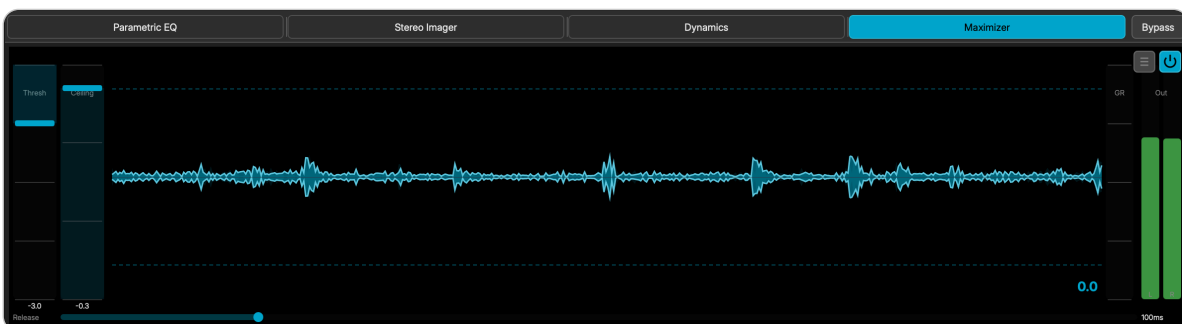 Parametric EQ Stereo Imager Dynamics Maximizer Bypass
Thresh Ceiling GR Out
0.0
-3.0 -0.3
Release 100ms